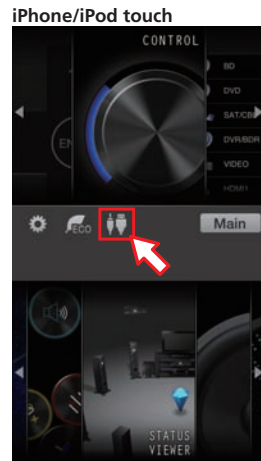 iPhone/iPod touch
CONTROL
BD
DVD
SAT/CBL
DVR/BDR
VIDEO
HDMI1
ECO
Main
STATUS
VIEWER